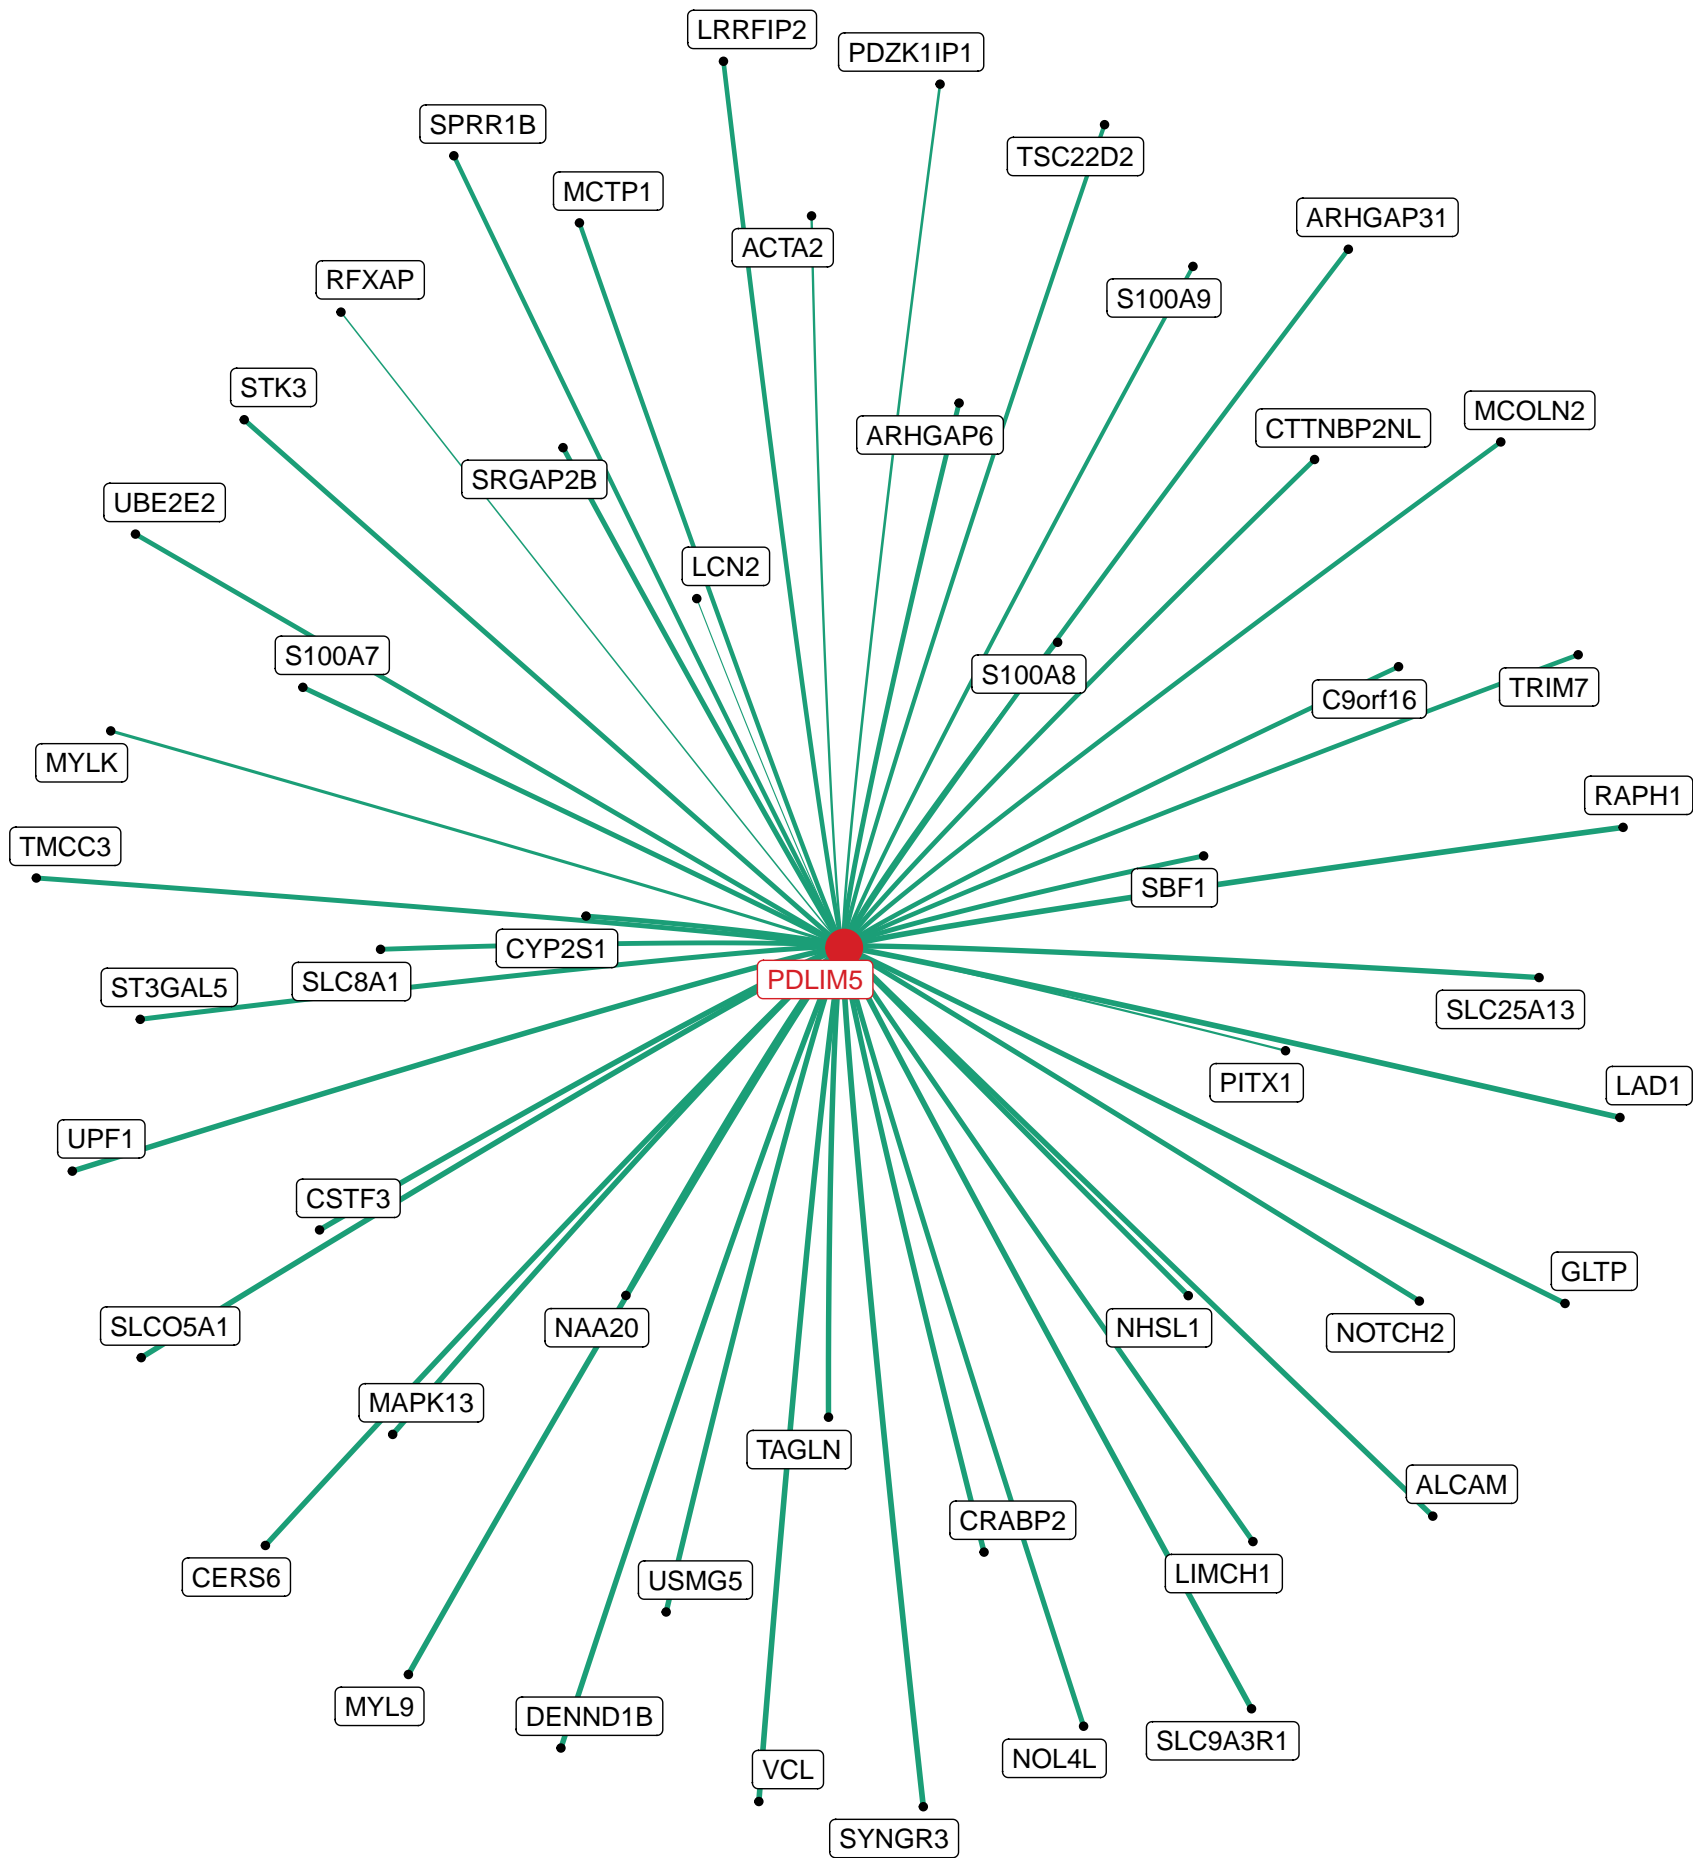 LRRFIP2
PDZK1IP1
SPRR1B
TSC22D2
MCTP1
ARHGAP31
ACTA2
RFXAP
S100A9
STK3
MCOLN2
CTTNBP2NL
ARHGAP6
SRGAP2B
UBE2E2
LCN2
S100A7
S100A8
TRIM7
C9orf16
MYLK
RAPH1
TMCC3
SBF1
CYP2S1
PDLIM5
SLC8A1
ST3GAL5
SLC25A13
PITX1
LAD1
UPF1
CSTF3
GLTP
SLCO5A1
NAA20
NHSL1
NOTCH2
MAPK13
TAGLN
ALCAM
CRABP2
LIMCH1
CERS6
USMG5
MYL9
DENND1B
SLC9A3R1
NOL4L
VCL
SYNGR3